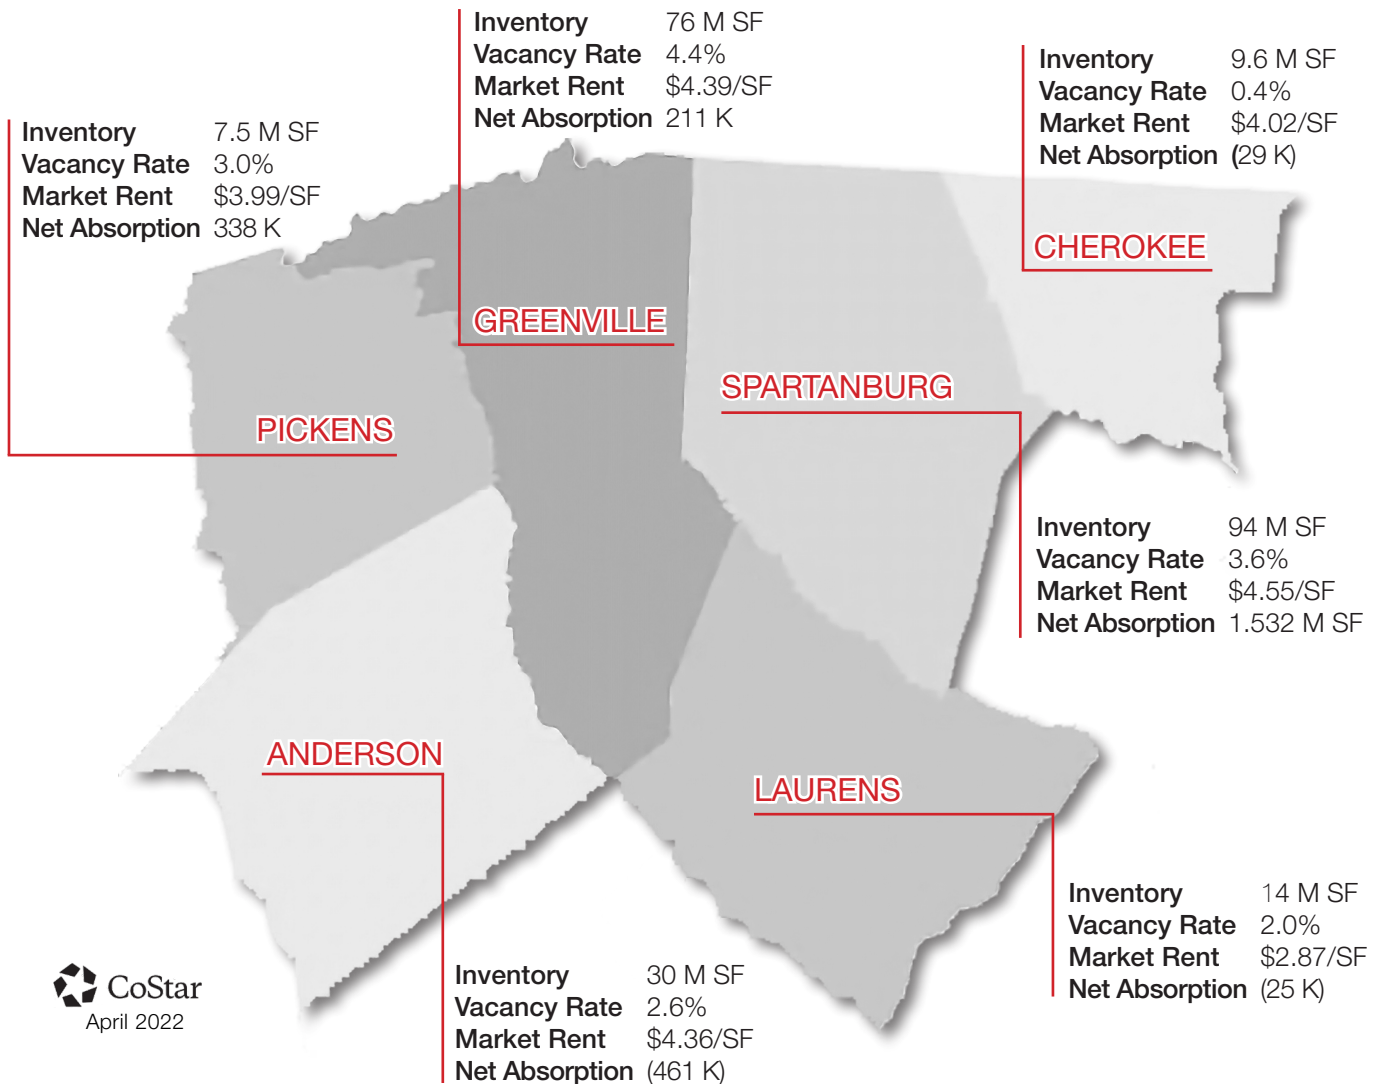 Inventory 76 M SF
Vacancy Rate 4.4%
Market Rent $4.39/SF
Net Absorption 211 K
Inventory 9.6 M SF
Vacancy Rate 0.4%
Market Rent $4.02/SF
Net Absorption (29 K)
Inventory 7.5 M SF
Vacancy Rate 3.0%
Market Rent $3.99/SF
Net Absorption 338 K
CHEROKEE
GREENVILLE
SPARTANBURG
PICKENS
Inventory 94 M SF
Vacancy Rate 3.6%
Market Rent $4.55/SF
Net Absorption 1.532 M SF
ANDERSON
LAURENS
Inventory 14 M SF
Vacancy Rate 2.0%
Market Rent $2.87/SF
Net Absorption (25 K)
Inventory 30 M SF
Vacancy Rate 2.6%
Market Rent $4.36/SF
Net Absorption (461 K)
CoStar
April 2022